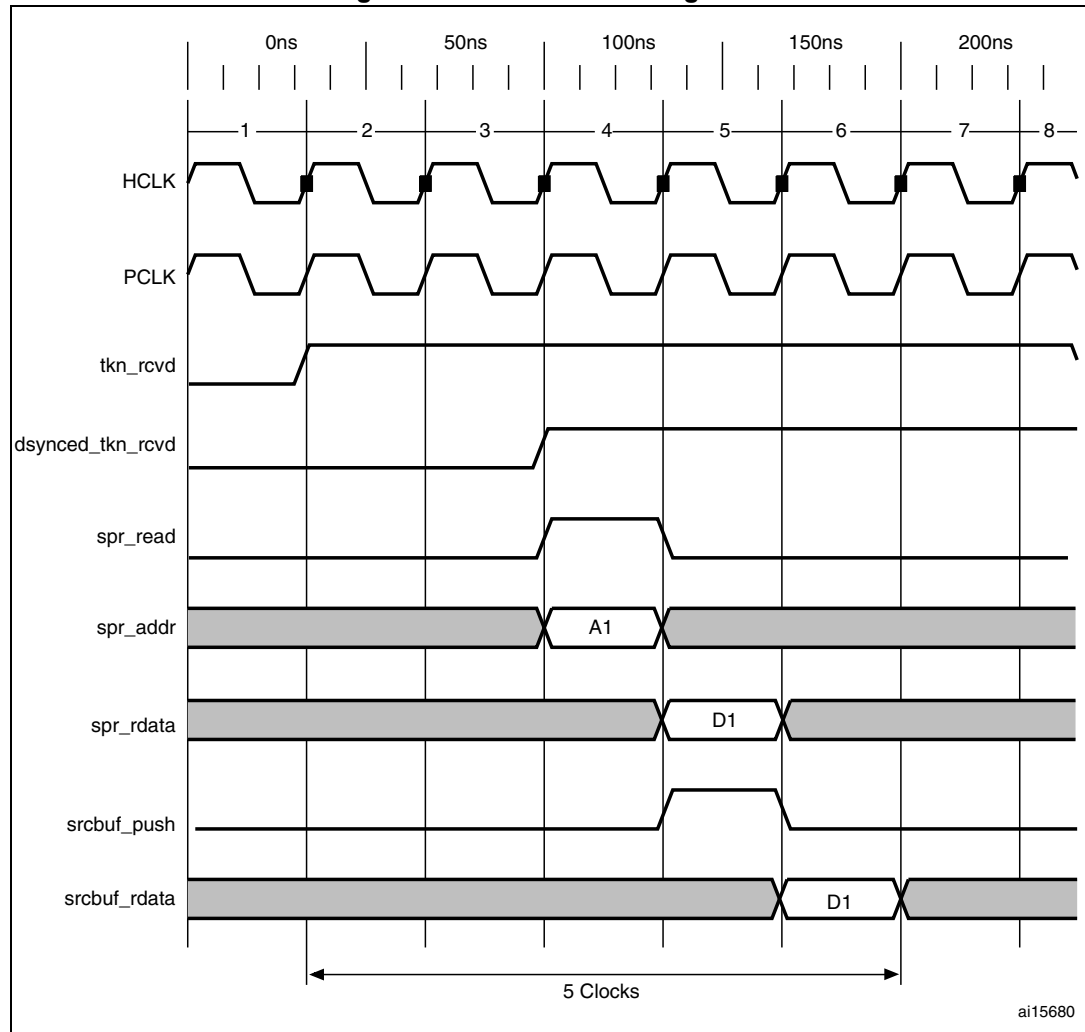 0ns 50ns 100ns 150ns 200ns
1 2 3 4 5 6 7 8
HCLK
PCLK
tkn_rcvd
dsynced_tkn_rcvd
spr_read
spr_addr A1
spr_rdata D1
srcbuf_push
srcbuf_rdata D1
5 Clocks
ai15680